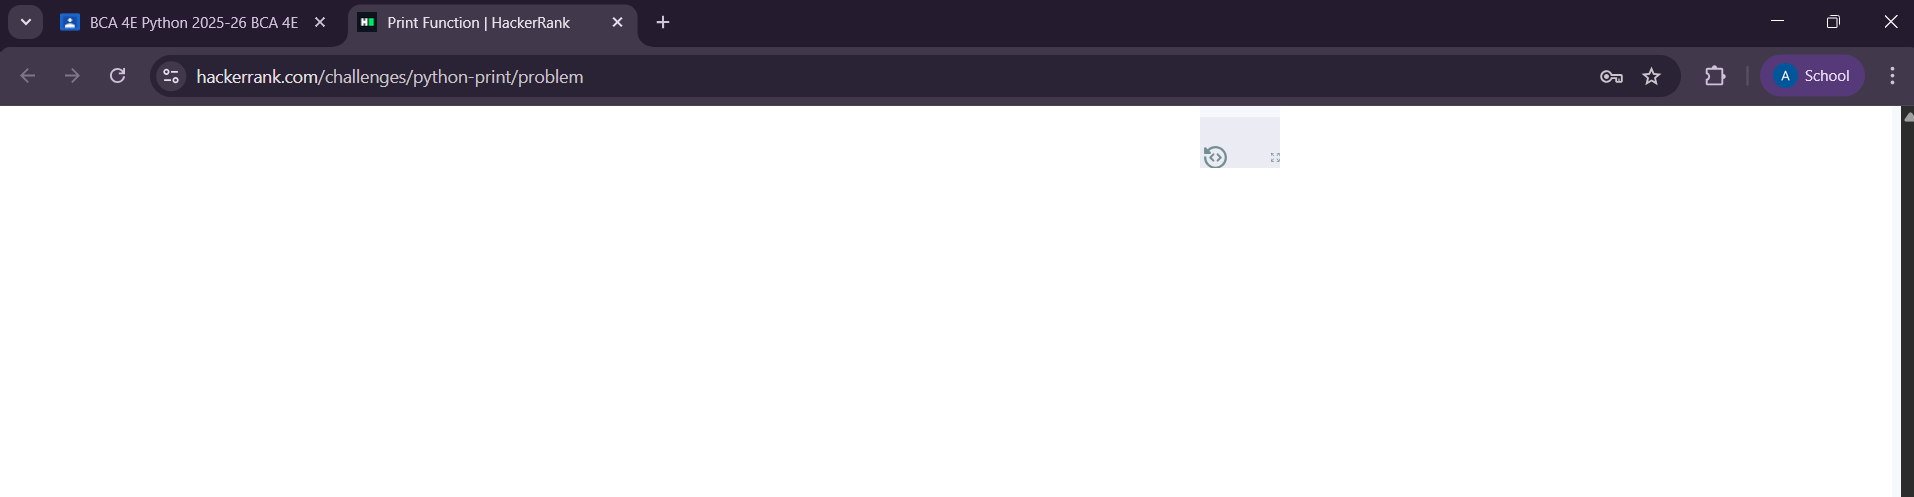 BCA 4E Python 2025-26 BCA 4E
Print Function | HackerRank
hackerrank.com/challenges/python-print/problem
A School